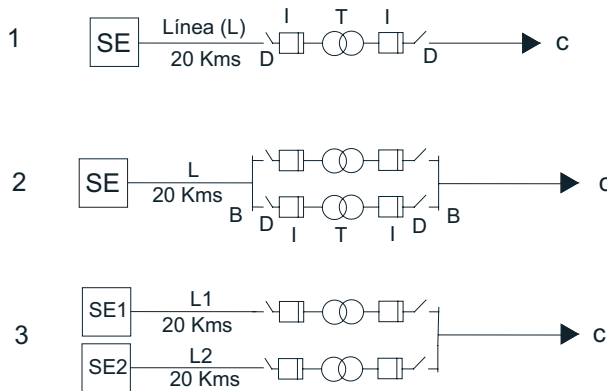 1 SE Línea (L) 20 Kms D I T I D c
2 SE L 20 Kms B D I T I D B c
3 SE1 L1 20 Kms c
SE2 L2 20 Kms